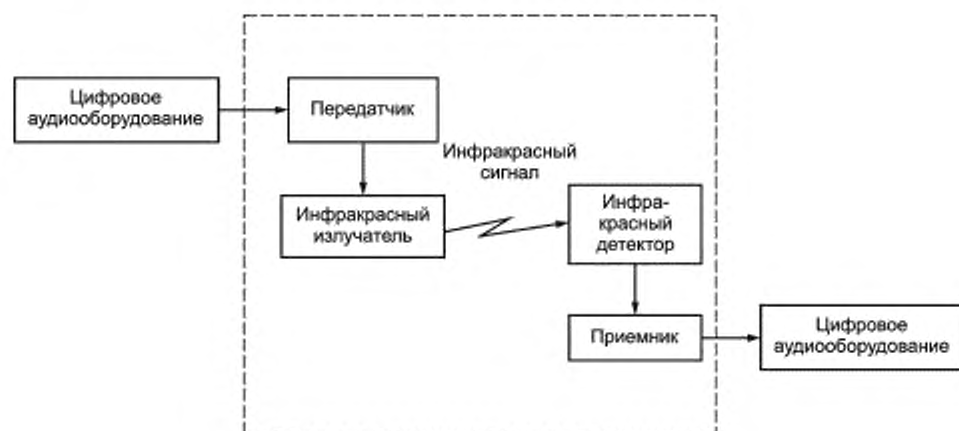 Цифровое
аудиооборудование
Передатчик
Инфракрасный
сигнал
Инфракрасный
излучатель
Инфра-
красный
детектор
Приемник
Цифровое
аудиооборудование